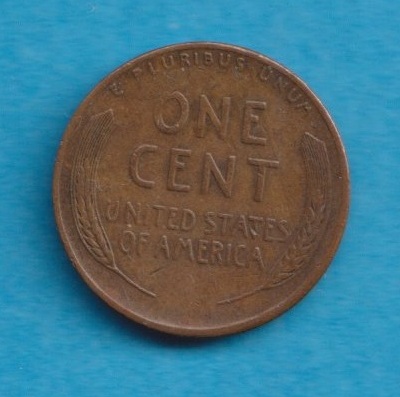 E PLURIBUS UNUM
ONE
CENT
UNITED STATES
OF AMERICA